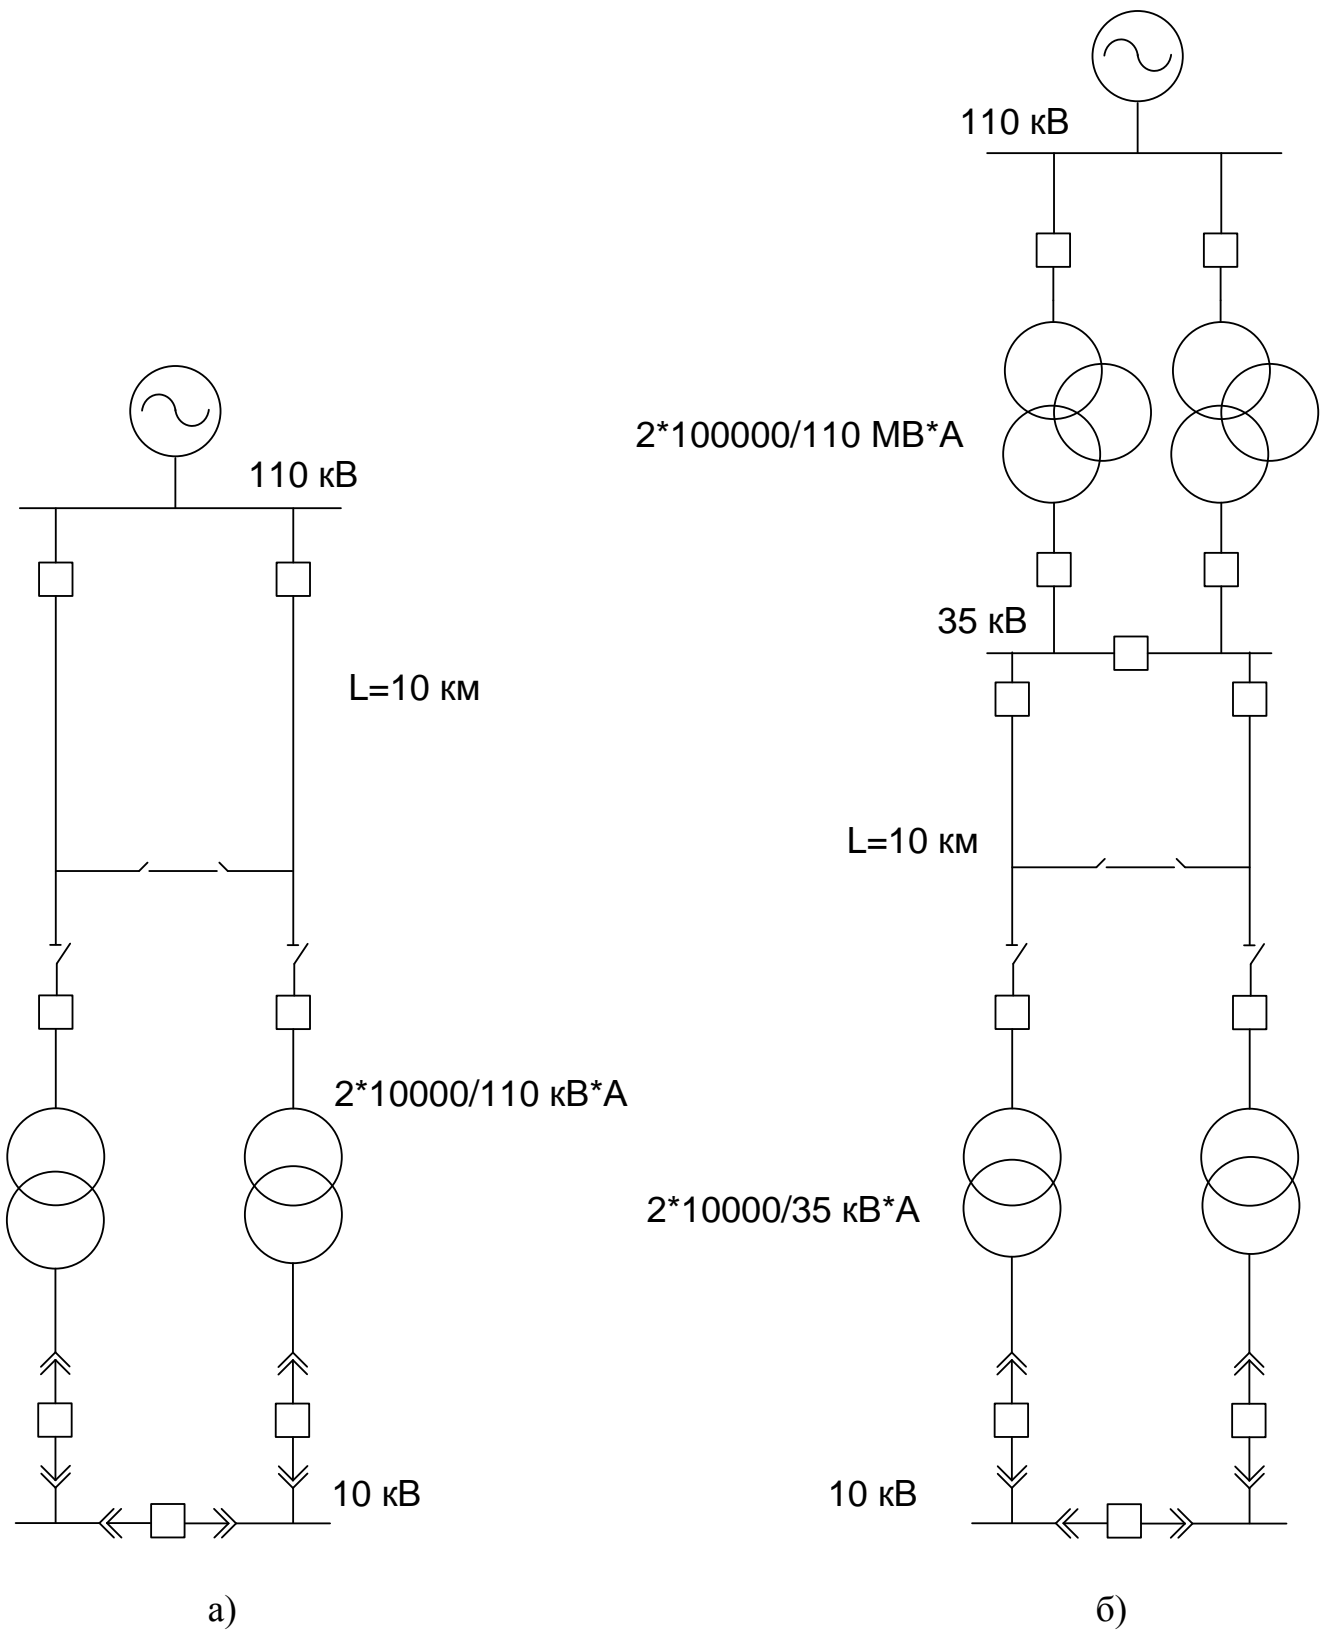 110 кВ
L=10 км
2*10000/110 кВ*А
10 кВ
а)
110 кВ
2*100000/110 МВ*А
35 кВ
L=10 км
2*10000/35 кВ*А
10 кВ
б)